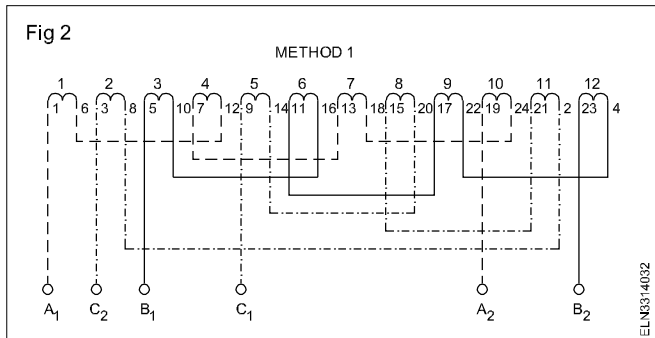 Fig 2
METHOD 1
1 2 3 4 5 6 7 8 9 10 11 12
1 6 3 8 5 10 7 12 9 14 11 16 13 18 15 20 17 22 19 24 21 2 23 4
A1 C2 B1 C1 A2 B2
ELN3314032